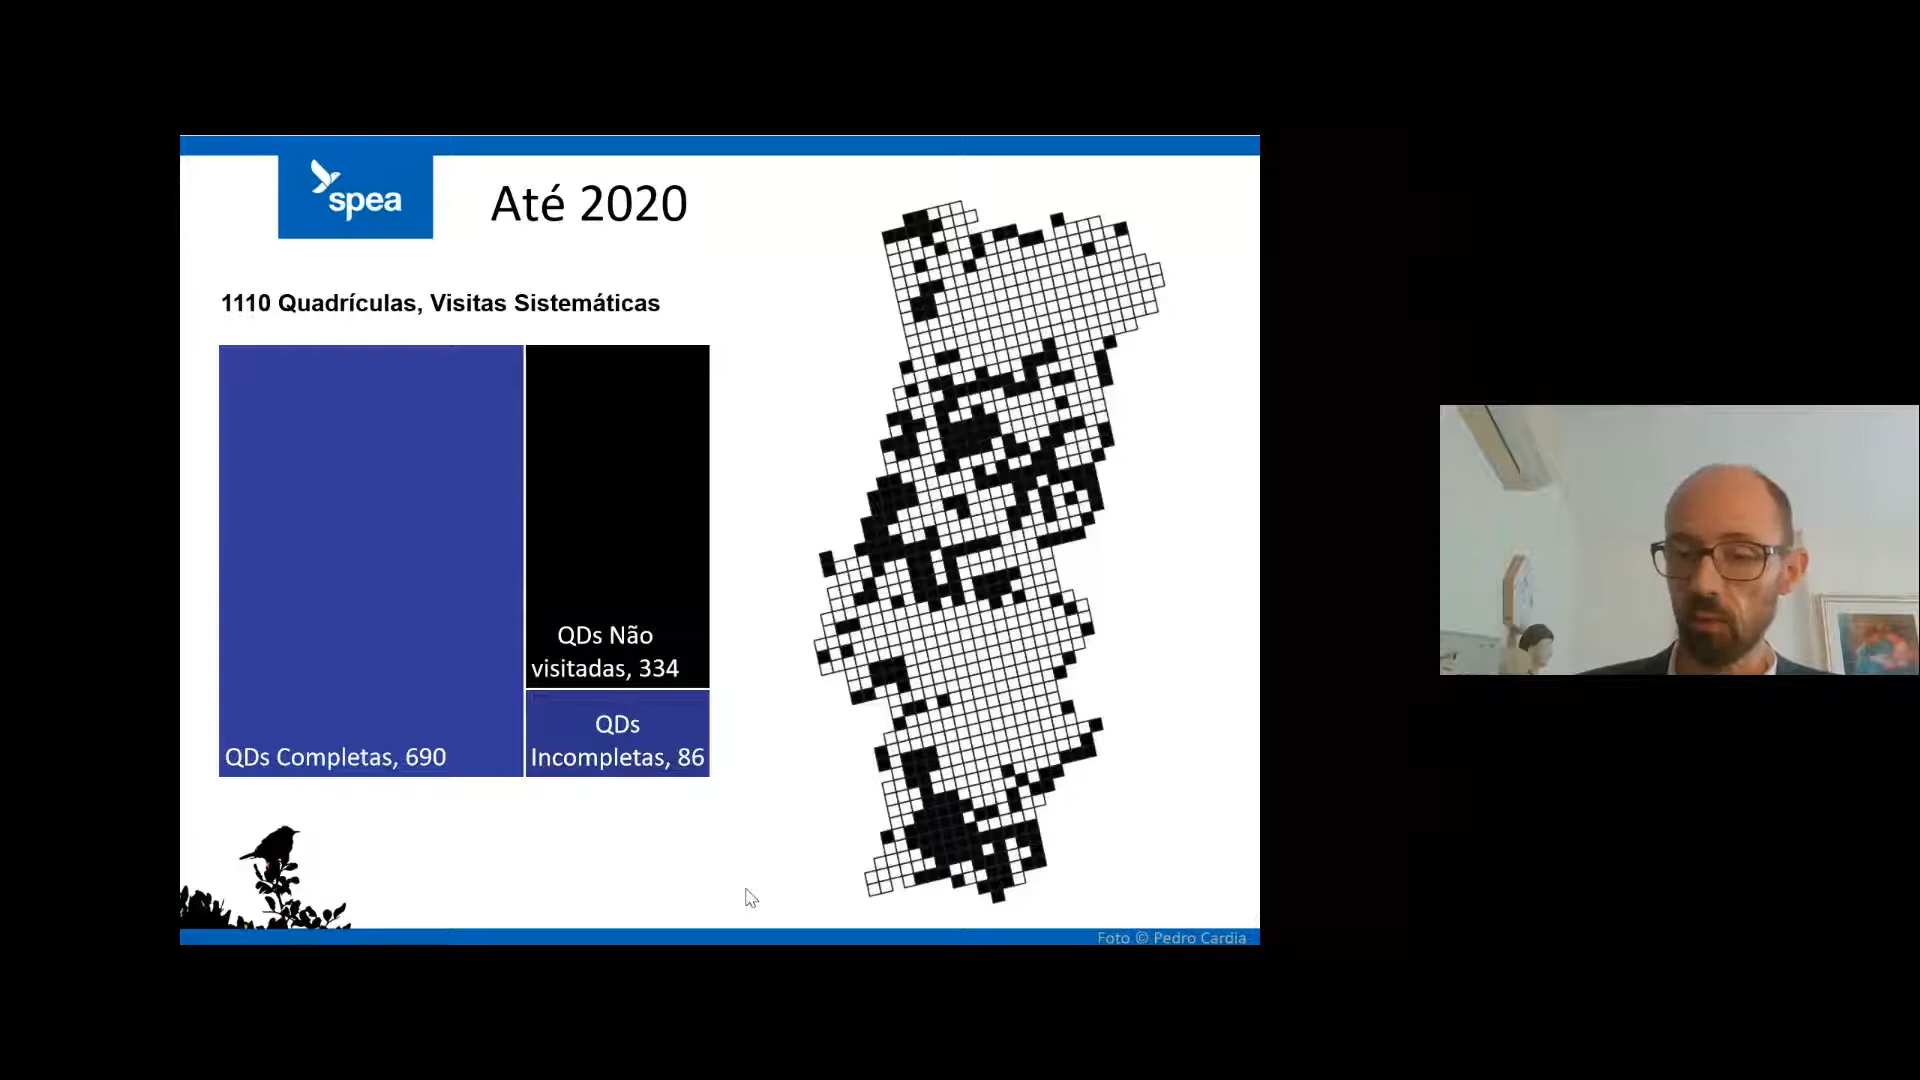 spea
Até 2020
1110 Quadrículas, Visitas Sistemáticas
QDs Não
visitadas, 334
QDs
Incompletas, 86
QDs Completas, 690
Foto © Pedro Cardia